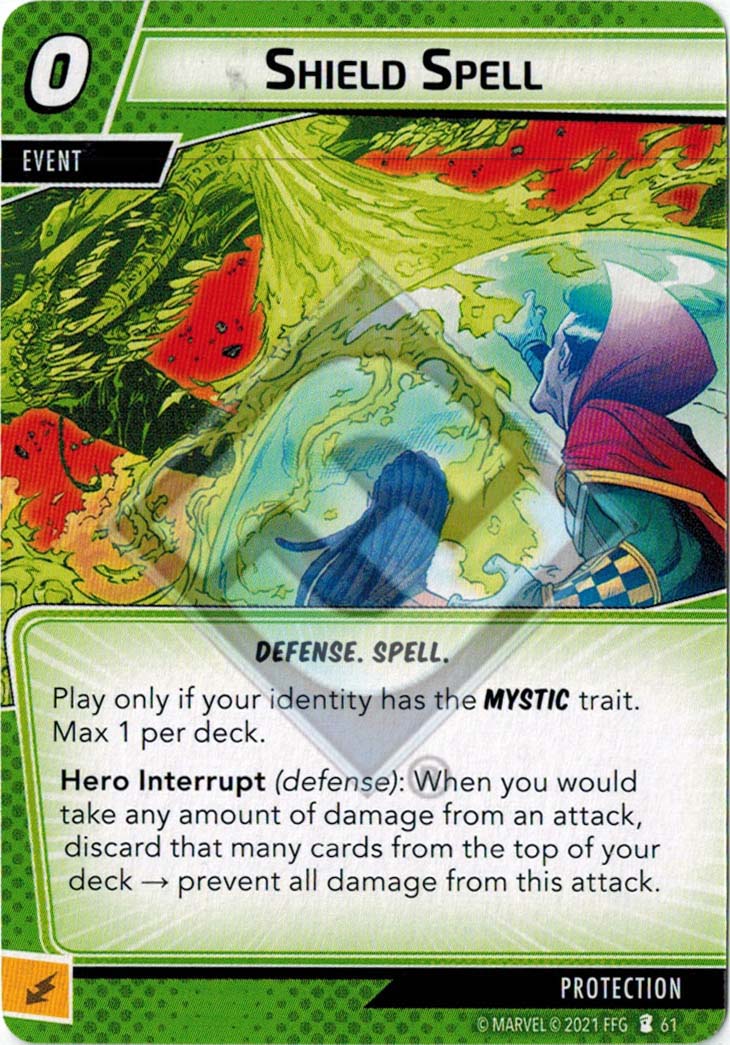 0
SHIELD SPELL
EVENT
DEFENSE. SPELL.
Play only if your identity has the MYSTIC trait.
Max 1 per deck.
Hero Interrupt (defense): When you would
take any amount of damage from an attack,
discard that many cards from the top of your
deck → prevent all damage from this attack.
PROTECTION
© MARVEL © 2021 FFG 61